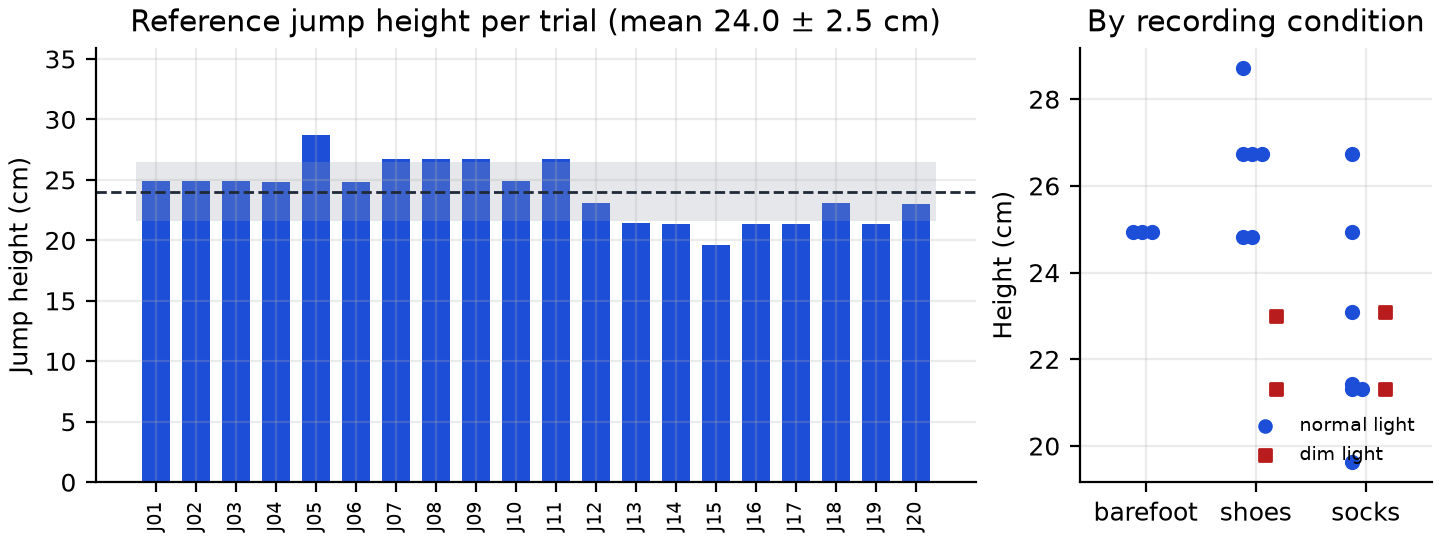 Reference jump height per trial (mean 24.0 ± 2.5 cm)
Jump height (cm)
35
30
25
20
15
10
5
0
J01
J02
J03
J04
J05
J06
J07
J08
J09
J10
J11
J12
J13
J14
J15
J16
J17
J18
J19
J20
By recording condition
Height (cm)
28
26
24
22
20
normal light
dim light
barefoot
shoes
socks